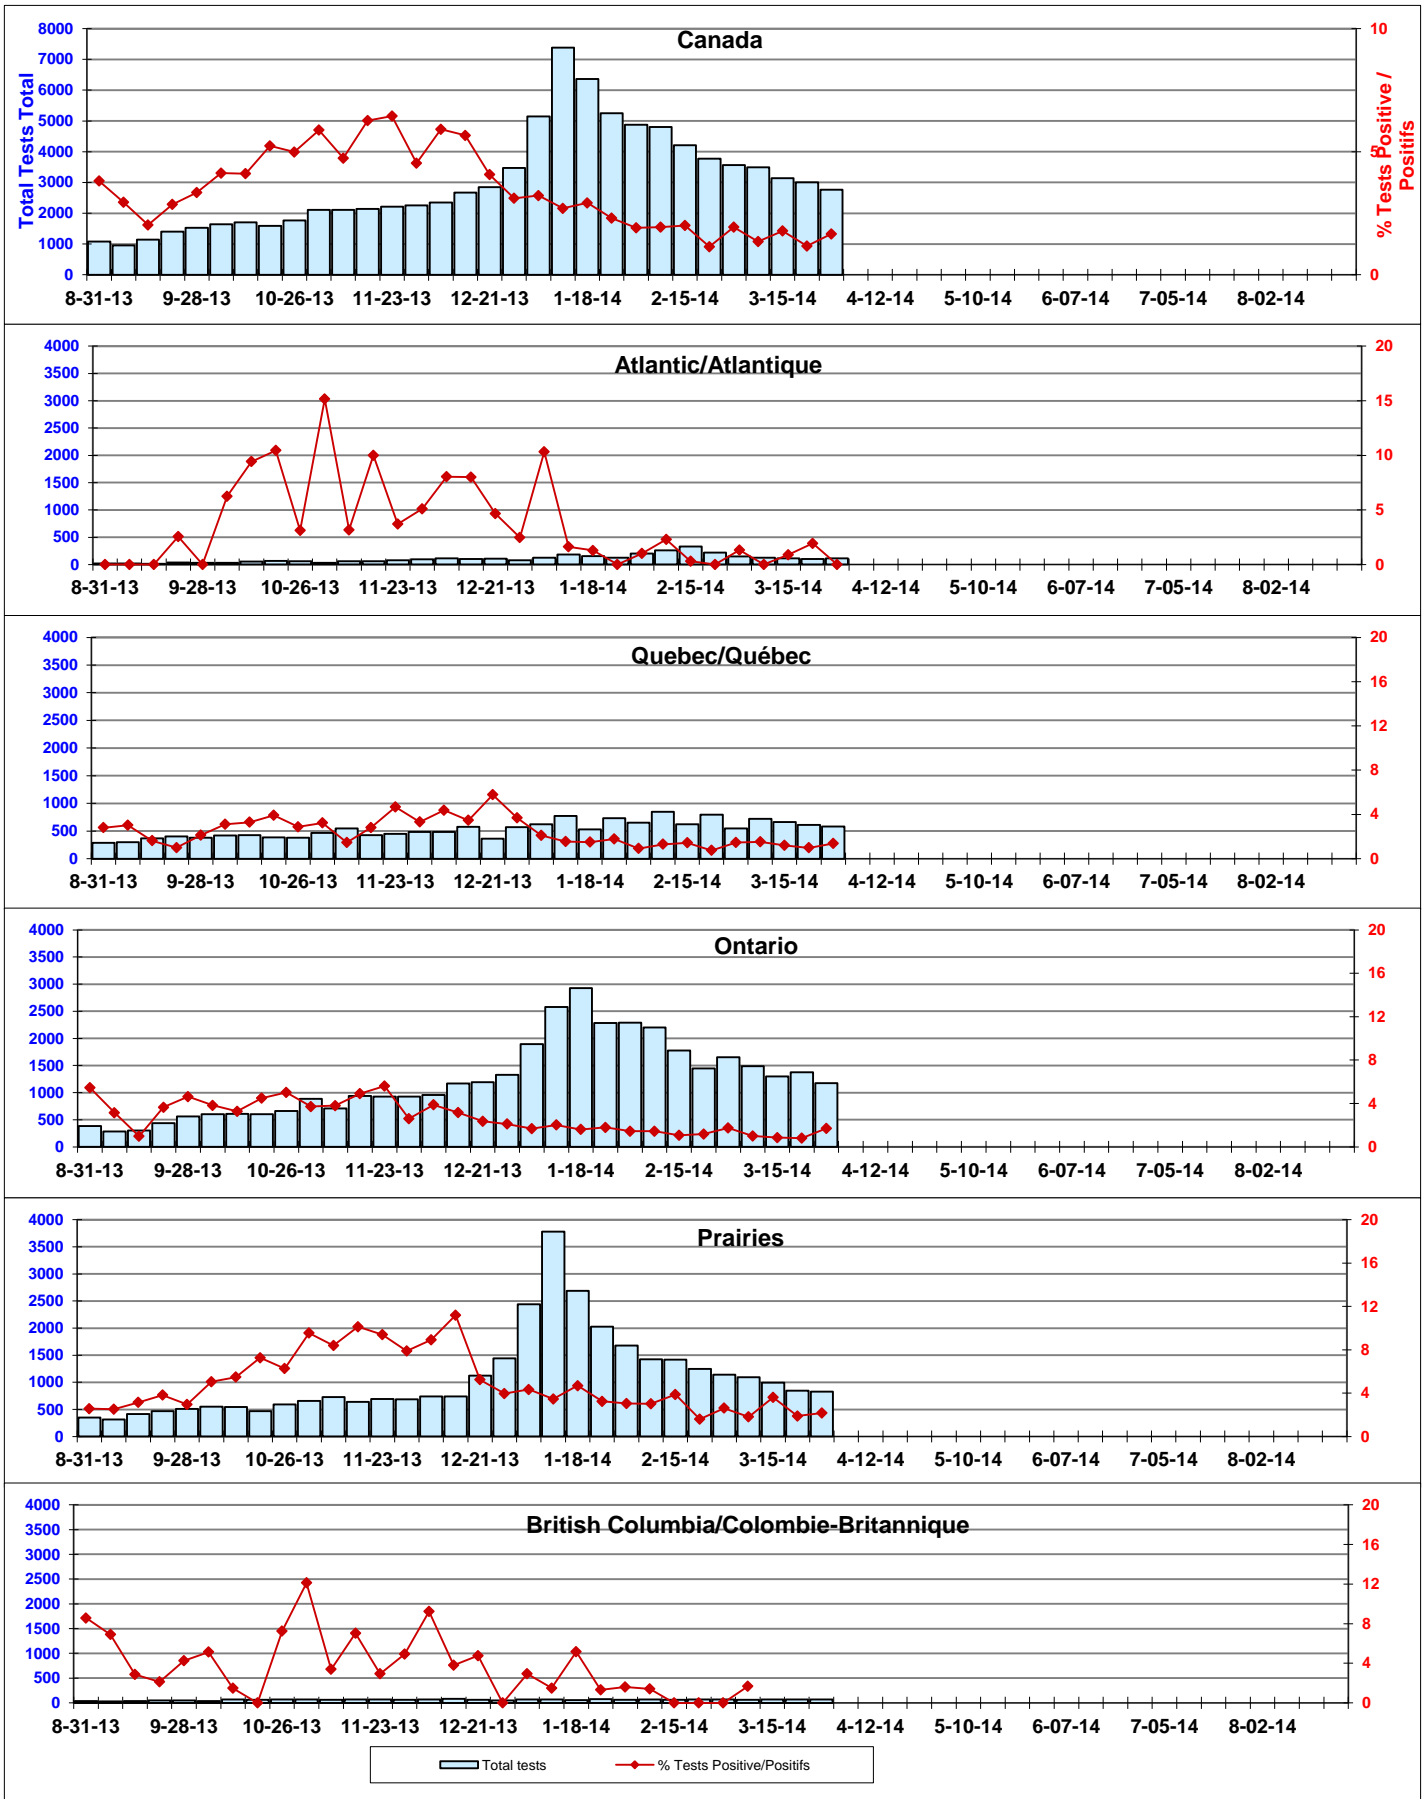 Canada
Total Tests Total
% Tests Positive / Positifs
8000 7000 6000 5000 4000 3000 2000 1000 0
10 5 0
8-31-13 9-28-13 10-26-13 11-23-13 12-21-13 1-18-14 2-15-14 3-15-14 4-12-14 5-10-14 6-07-14 7-05-14 8-02-14
Atlantic/Atlantique
4000 3500 3000 2500 2000 1500 1000 500 0
20 15 10 5 0
8-31-13 9-28-13 10-26-13 11-23-13 12-21-13 1-18-14 2-15-14 3-15-14 4-12-14 5-10-14 6-07-14 7-05-14 8-02-14
Quebec/Québec
4000 3500 3000 2500 2000 1500 1000 500 0
20 16 12 8 4 0
8-31-13 9-28-13 10-26-13 11-23-13 12-21-13 1-18-14 2-15-14 3-15-14 4-12-14 5-10-14 6-07-14 7-05-14 8-02-14
Ontario
4000 3500 3000 2500 2000 1500 1000 500 0
20 16 12 8 4 0
8-31-13 9-28-13 10-26-13 11-23-13 12-21-13 1-18-14 2-15-14 3-15-14 4-12-14 5-10-14 6-07-14 7-05-14 8-02-14
Prairies
4000 3500 3000 2500 2000 1500 1000 500 0
20 16 12 8 4 0
8-31-13 9-28-13 10-26-13 11-23-13 12-21-13 1-18-14 2-15-14 3-15-14 4-12-14 5-10-14 6-07-14 7-05-14 8-02-14
British Columbia/Colombie-Britannique
4000 3500 3000 2500 2000 1500 1000 500 0
20 16 12 8 4 0
8-31-13 9-28-13 10-26-13 11-23-13 12-21-13 1-18-14 2-15-14 3-15-14 4-12-14 5-10-14 6-07-14 7-05-14 8-02-14
Total tests % Tests Positive/Positifs